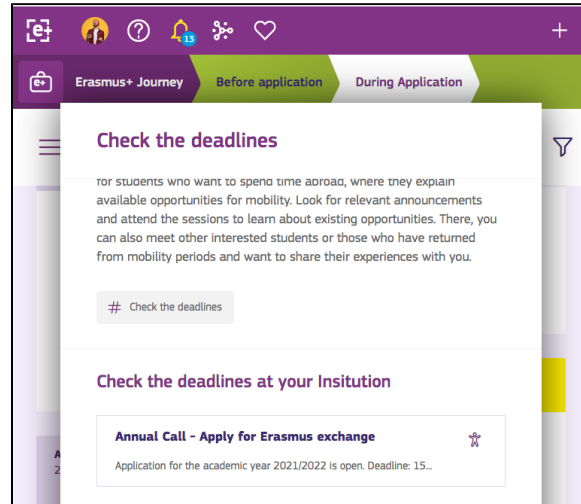 e+
13
e+
Erasmus+ Journey
Before application
During Application
Check the deadlines
for students who want to spend time abroad, where they explain
available opportunities for mobility. Look for relevant announcements
and attend the sessions to learn about existing opportunities. There, you
can also meet other interested students or those who have returned
from mobility periods and want to share their experiences with you.
# Check the deadlines
Check the deadlines at your Insitution
Annual Call - Apply for Erasmus exchange
Application for the academic year 2021/2022 is open. Deadline: 15...
A
2